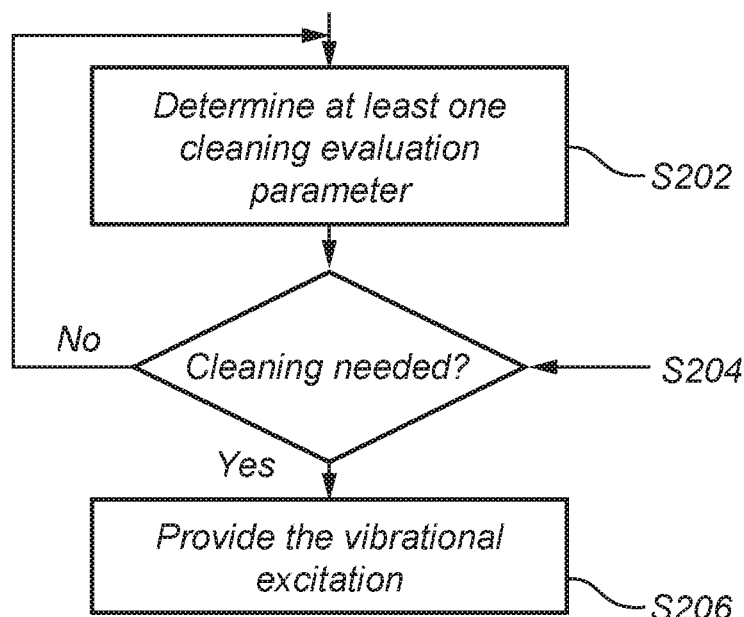 Determine at least one
cleaning evaluation
parameter
S202
No
Cleaning needed?
S204
Yes
Provide the vibrational
excitation
S206